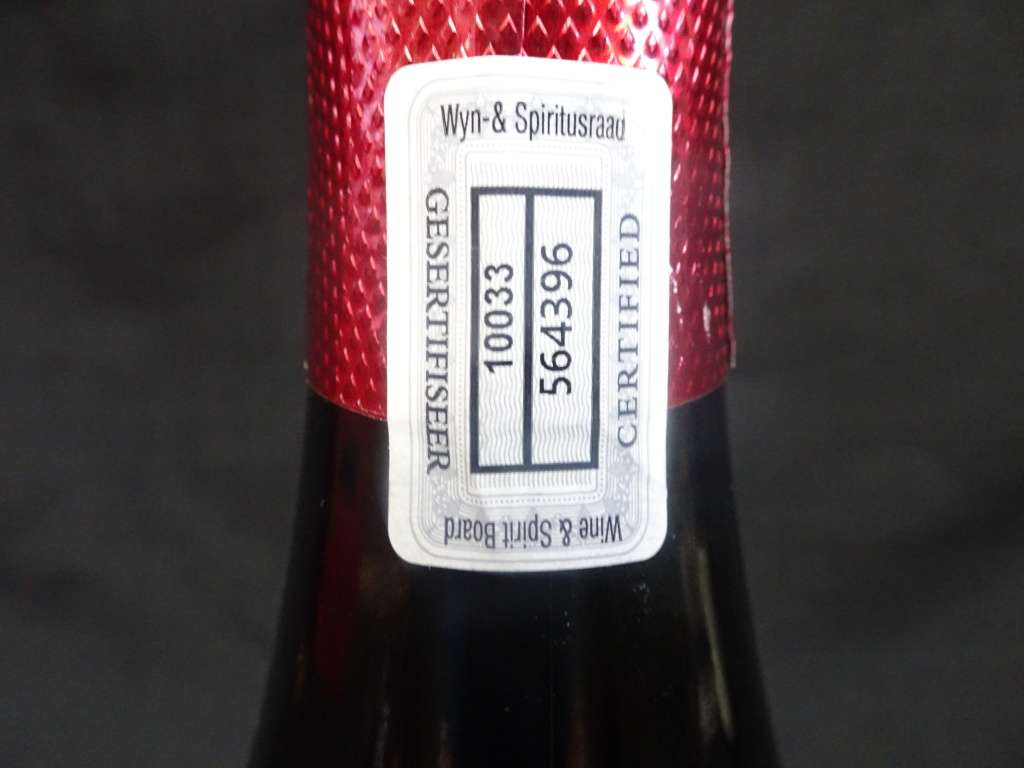 Wyn-& Spiritusraad
GESERTIFISEER
10033
564396
CERTIFIED
Wine & Spirit Board